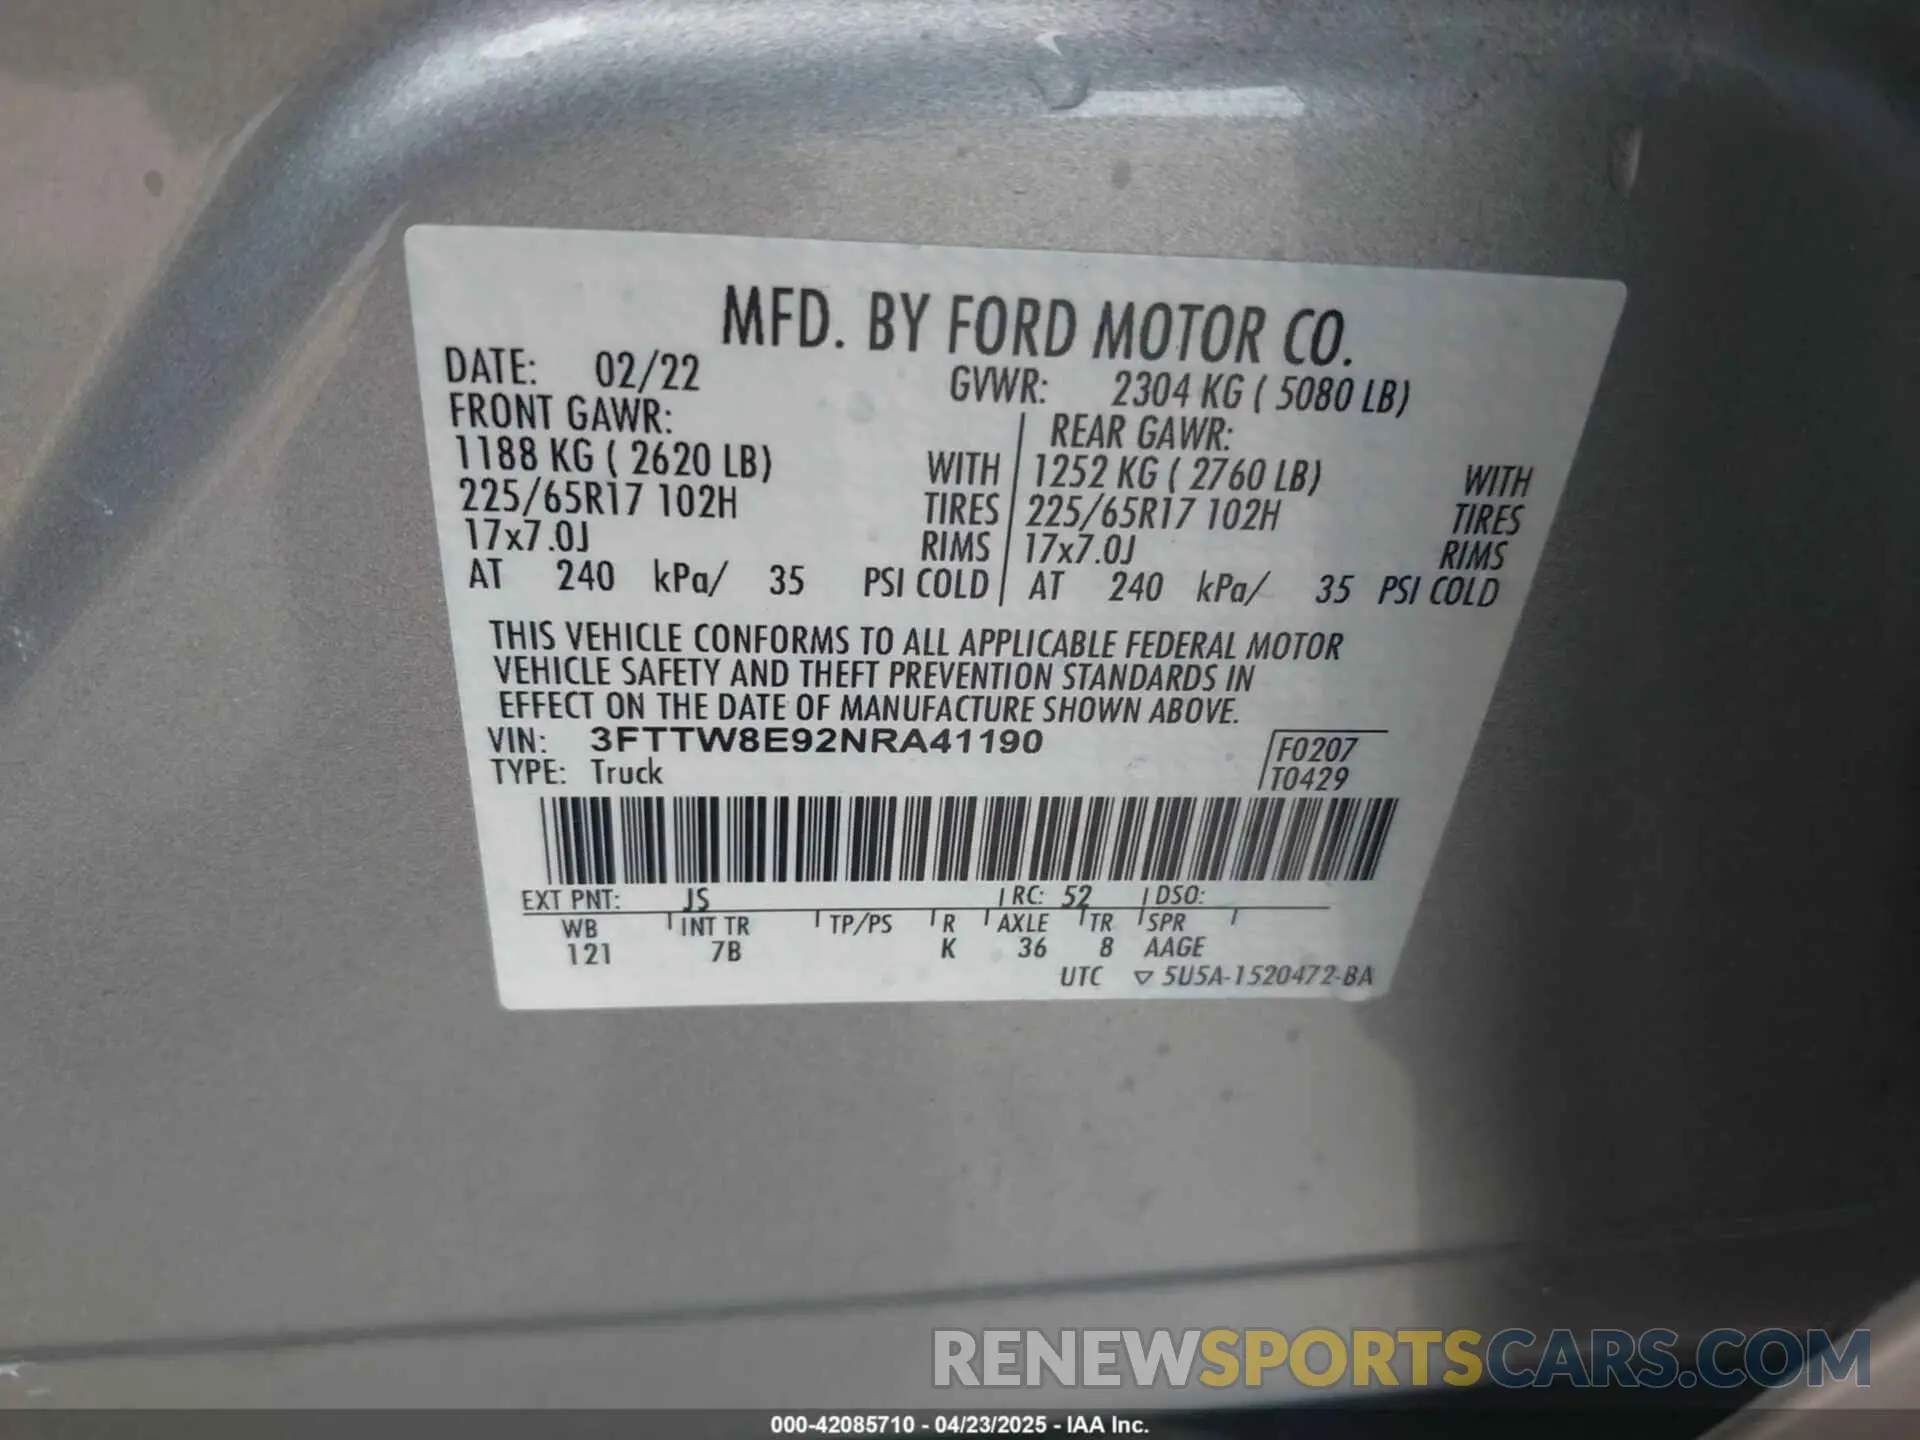 MFD. BY FORD MOTOR CO.
DATE: 02/22 GVWR: 2304 KG ( 5080 LB)
FRONT GAWR: REAR GAWR:
1188 KG ( 2620 LB) WITH 1252 KG ( 2760 LB) WITH
225/65R17 102H TIRES 225/65R17 102H TIRES
17x7.0J RIMS 17x7.0J RIMS
AT 240 kPa/ 35 PSI COLD AT 240 kPa/ 35 PSI COLD
THIS VEHICLE CONFORMS TO ALL APPLICABLE FEDERAL MOTOR
VEHICLE SAFETY AND THEFT PREVENTION STANDARDS IN
EFFECT ON THE DATE OF MANUFACTURE SHOWN ABOVE.
VIN: 3FTTW8E92NRA41190 F0207
TYPE: Truck T0429
EXT PNT: JS RC: 52 DSO:
WB INT TR TP/PS R AXLE TR SPR
121 7B K 36 8 AAGE
UTC ▽ 5U5A-1520472-BA
RENEWSPORTSCARS.COM
000-42085710 - 04/23/2025 - IAA Inc.